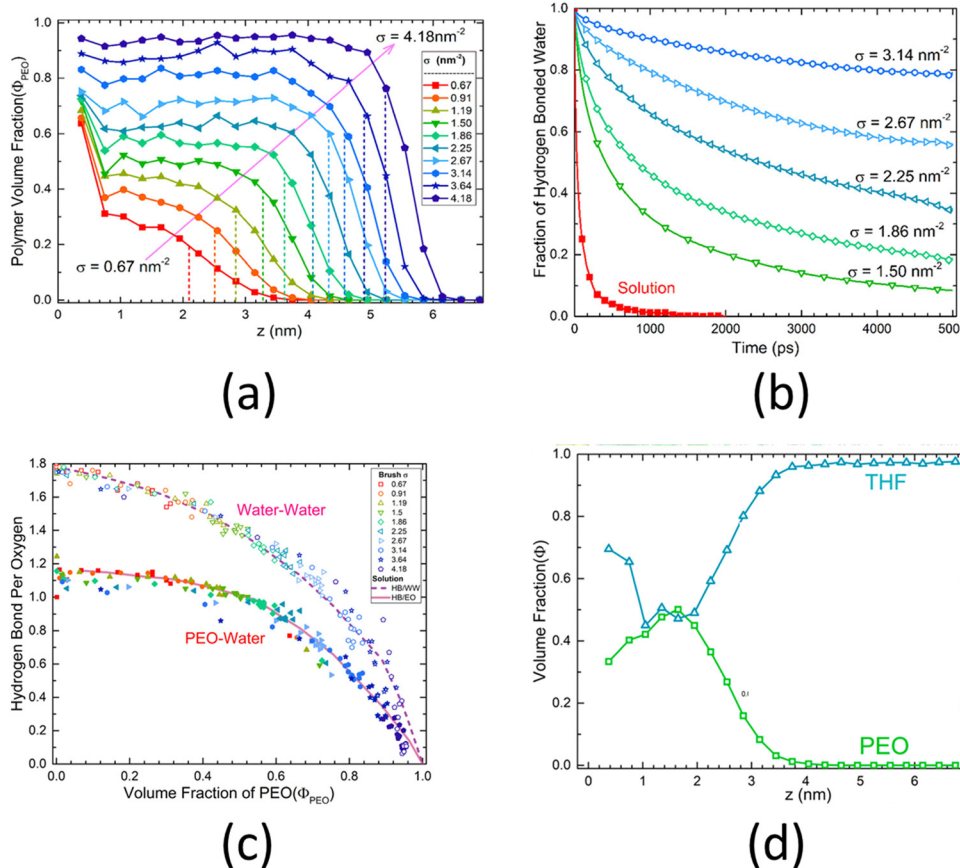 σ = 4.18nm⁻²
σ (nm⁻²)
0.67
0.91
1.19
1.50
1.86
2.25
2.67
3.14
3.64
4.18
σ = 0.67 nm⁻²
Polymer Volume Fraction(Φ_PEO)
1.0
0.8
0.6
0.4
0.2
0.0
0 1 2 3 4 5 6
z (nm)
(a)
σ = 3.14 nm⁻²
σ = 2.67 nm⁻²
σ = 2.25 nm⁻²
σ = 1.86 nm⁻²
σ = 1.50 nm⁻²
Solution
Fraction of Hydrogen Bonded Water
1.0
0.8
0.6
0.4
0.2
0.0
0 1000 2000 3000 4000 5000
Time (ps)
(b)
Hydrogen Bond Per Oxygen
1.8
1.6
1.4
1.2
1.0
0.8
0.6
0.4
0.2
0.0
Water-Water
PEO-Water
Brush σ
0.67
0.91
1.19
1.5
1.86
2.25
2.67
3.14
3.64
4.18
Solution
HB/WW
HB/EO
0.0 0.2 0.4 0.6 0.8 1.0
Volume Fraction of PEO(Φ_PEO)
(c)
Volume Fraction(Φ)
1.0
0.8
0.6
0.4
0.2
0.0
THF
PEO
0 1 2 3 4 5 6
z (nm)
(d)